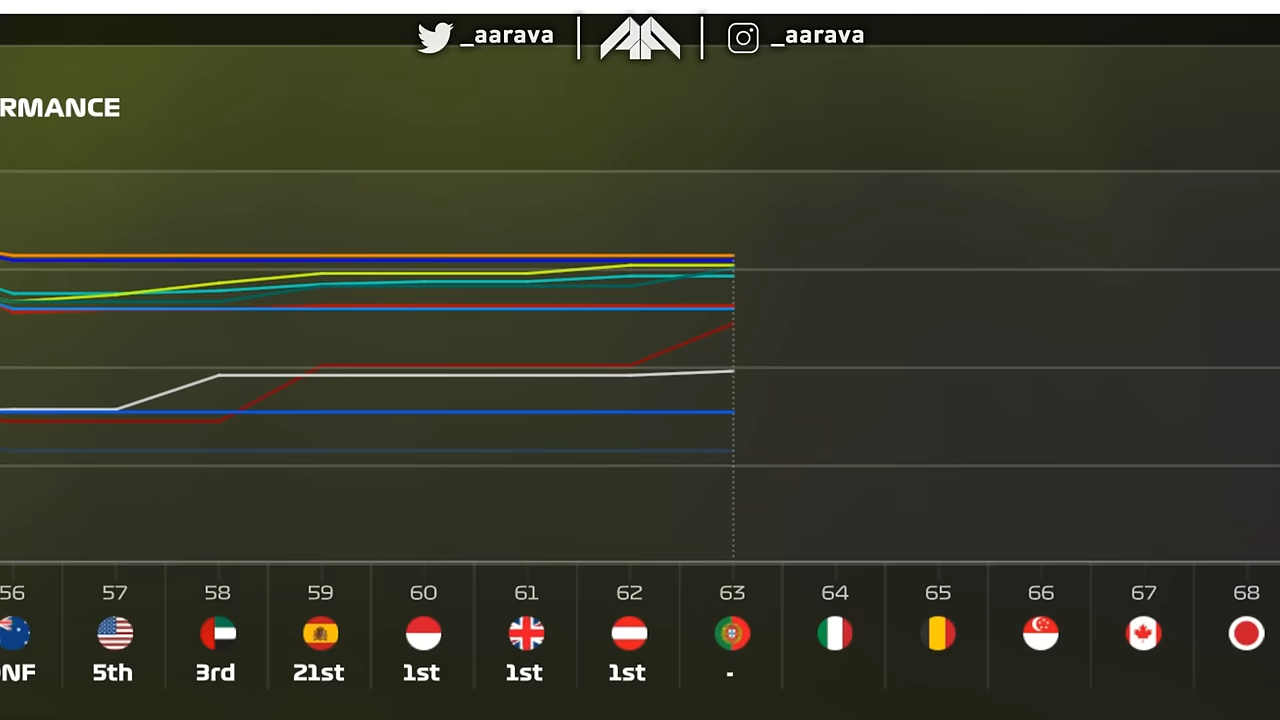 _aarava _aarava
RMANCE
56 57 58 59 60 61 62 63 64 65 66 67 68
NF 5th 3rd 21st 1st 1st 1st -